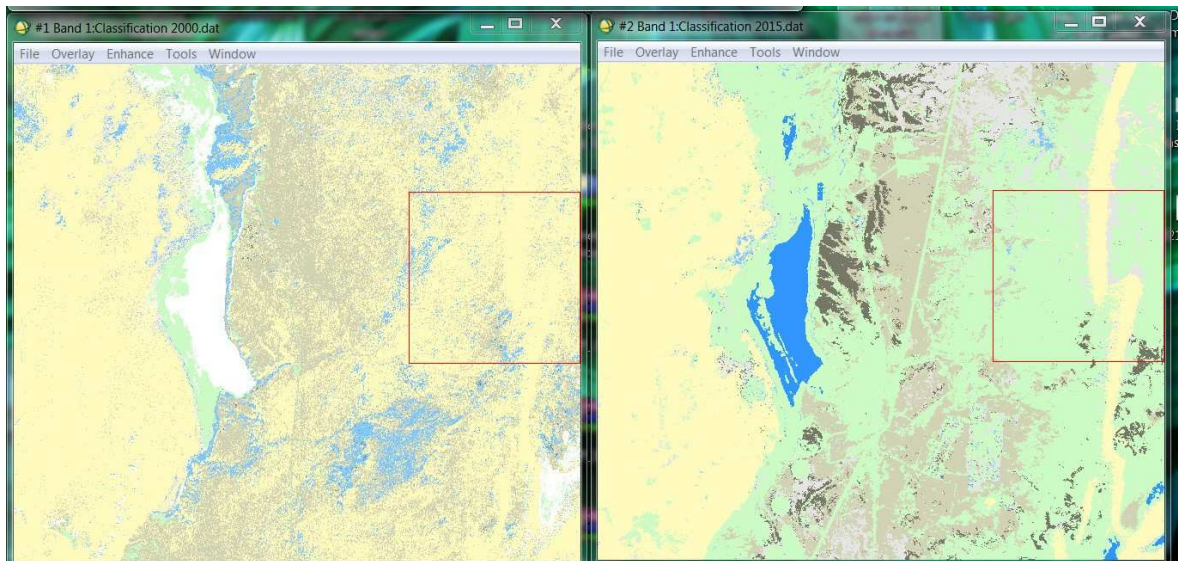 #1 Band 1:Classification 2000.dat
File Overlay Enhance Tools Window
#2 Band 1:Classification 2015.dat
File Overlay Enhance Tools Window